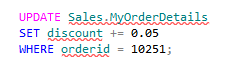 UPDATE Sales.MyOrderDetails
SET discount += 0.05
WHERE orderid = 10251;